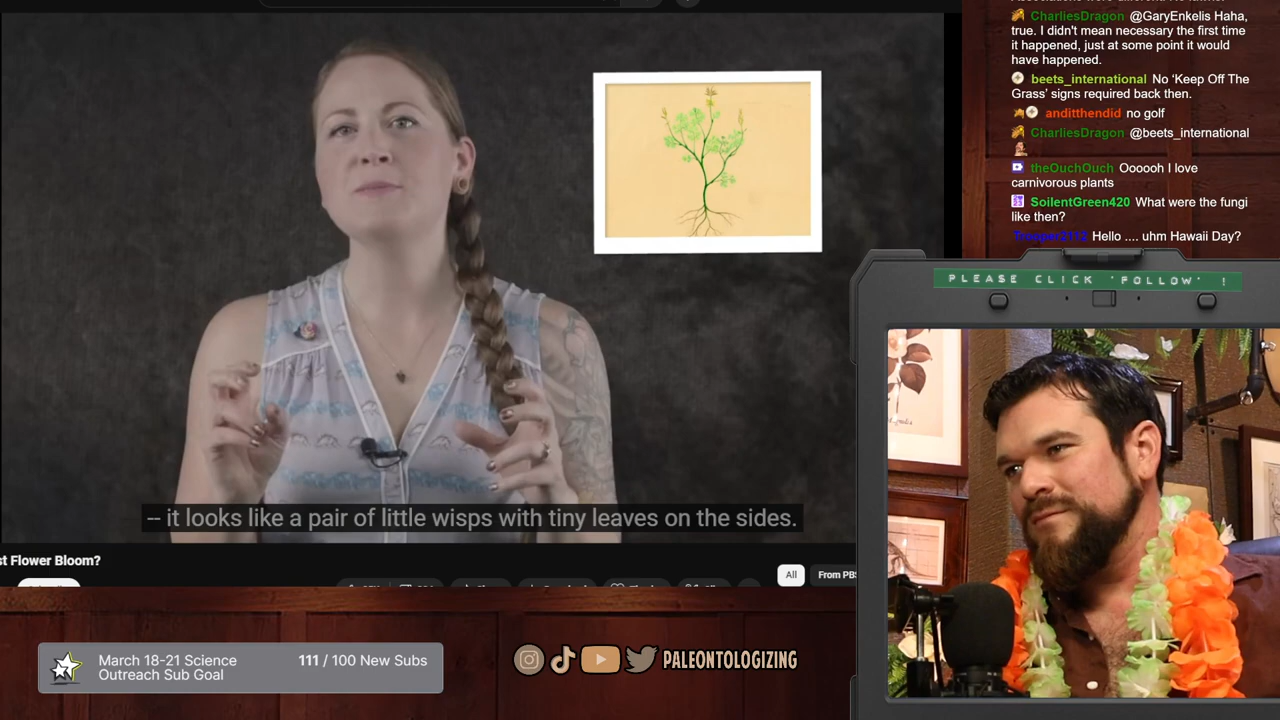 CharliesDragon @GaryEnkelis Haha,
true. I didn't mean necessary the first time
it happened, just at some point it would
have happened.
beets_international No ‘Keep Off The
Grass’ signs required back then.
anditthendid no golf
CharliesDragon @beets_international
theOuchOuch Oooooh I love
carnivorous plants
SoilentGreen420 What were the fungi
like then?
Trooper2112 Hello .... uhm Hawaii Day?
PLEASE CLICK "FOLLOW" !
-- it looks like a pair of little wisps with tiny leaves on the sides.
st Flower Bloom?
All
From PBS
March 18-21 Science
Outreach Sub Goal
111 / 100 New Subs
PALEONTOLOGIZING